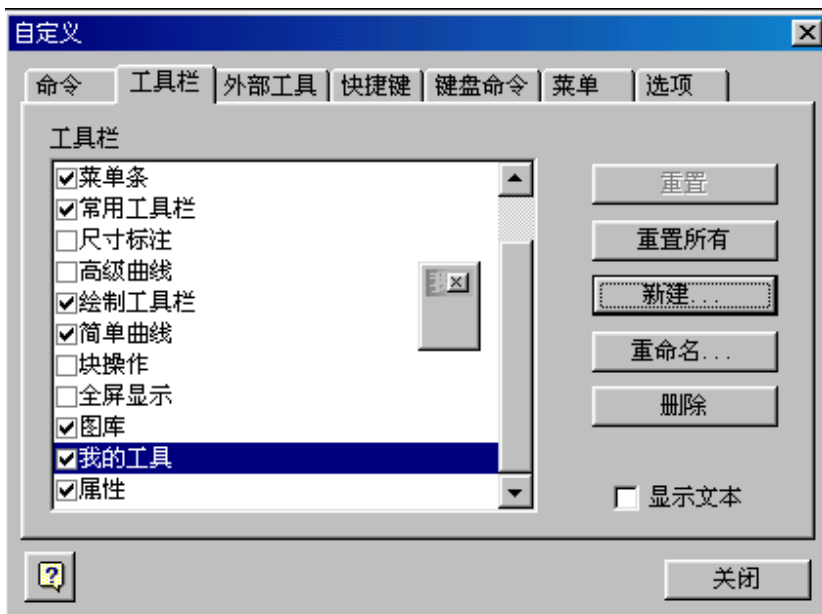 自定义
命令 工具栏 外部工具 快捷键 键盘命令 菜单 选项
工具栏
菜单条
常用工具栏
尺寸标注
高级曲线
绘制工具栏
简单曲线
块操作
全屏显示
图库
我的工具
属性
重置
重置所有
新建...
重命名...
删除
显示文本
关闭